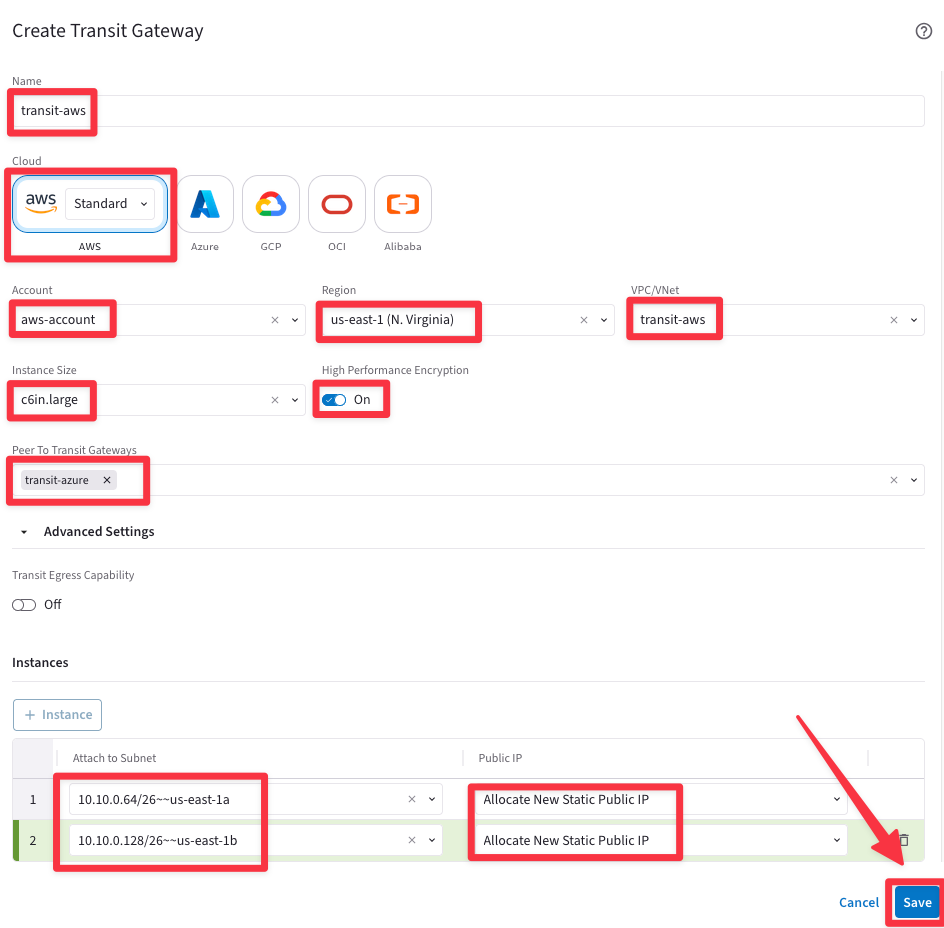 Create Transit Gateway
Name
transit-aws
Cloud
aws Standard
AWS Azure GCP OCI Alibaba
Account Region VPC/VNet
aws-account us-east-1 (N. Virginia) transit-aws
Instance Size High Performance Encryption
c6in.large On
Peer To Transit Gateways
transit-azure
Advanced Settings
Transit Egress Capability
Off
Instances
+ Instance
Attach to Subnet Public IP
1 10.10.0.64/26~~us-east-1a Allocate New Static Public IP
2 10.10.0.128/26~~us-east-1b Allocate New Static Public IP
Cancel Save